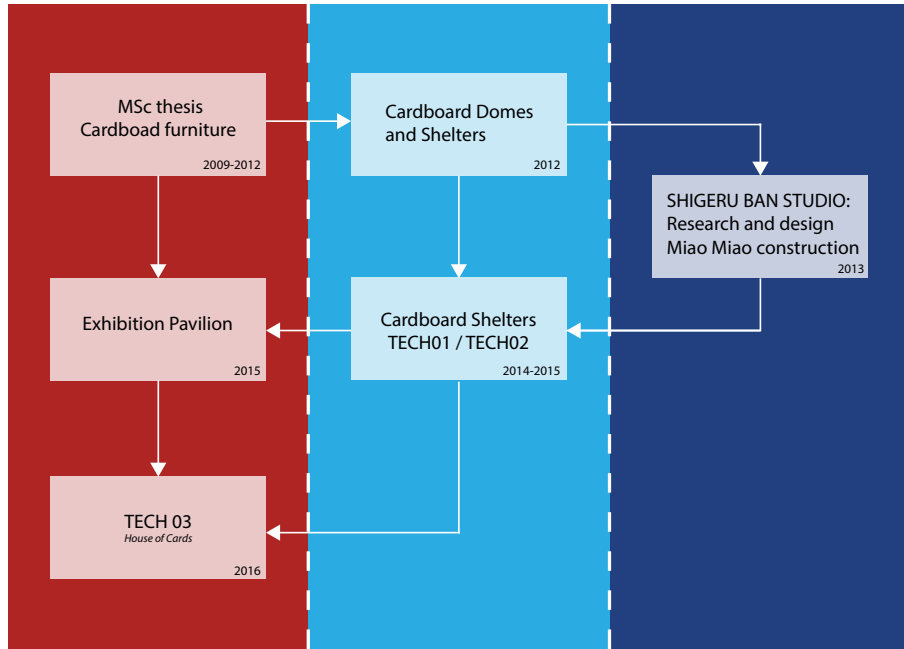 MSc thesis
Cardboad furniture
2009-2012
Cardboard Domes
and Shelters
2012
SHIGERU BAN STUDIO:
Research and design
Miao Miao construction
2013
Exhibition Pavilion
2015
Cardboard Shelters
TECH01 / TECH02
2014-2015
TECH 03
House of Cards
2016